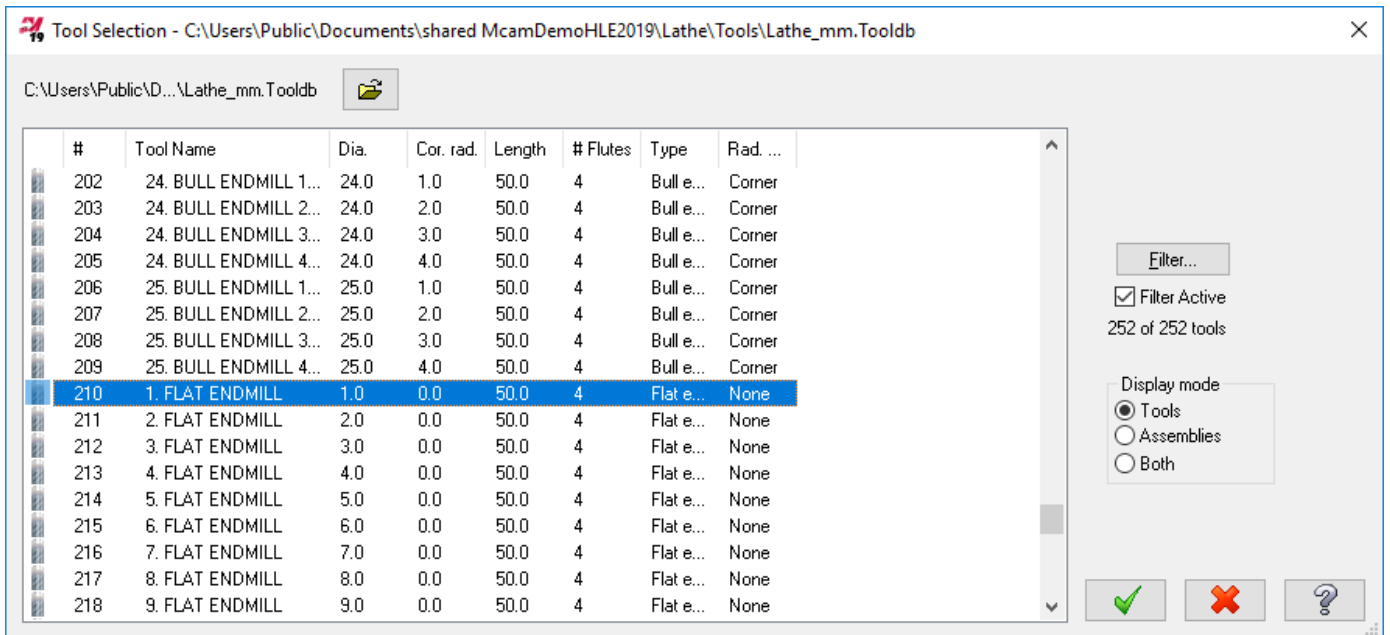 19 Tool Selection - C:\Users\Public\Documents\shared McamDemoHLE2019\Lathe\Tools\Lathe_mm.Tooldb
C:\Users\Public\D...\Lathe_mm.Tooldb
# Tool Name Dia. Cor. rad. Length # Flutes Type Rad. ...
202 24. BULL ENDMILL 1... 24.0 1.0 50.0 4 Bull e... Corner
203 24. BULL ENDMILL 2... 24.0 2.0 50.0 4 Bull e... Corner
204 24. BULL ENDMILL 3... 24.0 3.0 50.0 4 Bull e... Corner
205 24. BULL ENDMILL 4... 24.0 4.0 50.0 4 Bull e... Corner
206 25. BULL ENDMILL 1... 25.0 1.0 50.0 4 Bull e... Corner
207 25. BULL ENDMILL 2... 25.0 2.0 50.0 4 Bull e... Corner
208 25. BULL ENDMILL 3... 25.0 3.0 50.0 4 Bull e... Corner
209 25. BULL ENDMILL 4... 25.0 4.0 50.0 4 Bull e... Corner
210 1. FLAT ENDMILL 1.0 0.0 50.0 4 Flat e... None
211 2. FLAT ENDMILL 2.0 0.0 50.0 4 Flat e... None
212 3. FLAT ENDMILL 3.0 0.0 50.0 4 Flat e... None
213 4. FLAT ENDMILL 4.0 0.0 50.0 4 Flat e... None
214 5. FLAT ENDMILL 5.0 0.0 50.0 4 Flat e... None
215 6. FLAT ENDMILL 6.0 0.0 50.0 4 Flat e... None
216 7. FLAT ENDMILL 7.0 0.0 50.0 4 Flat e... None
217 8. FLAT ENDMILL 8.0 0.0 50.0 4 Flat e... None
218 9. FLAT ENDMILL 9.0 0.0 50.0 4 Flat e... None
Filter...
Filter Active
252 of 252 tools
Display mode
Tools
Assemblies
Both